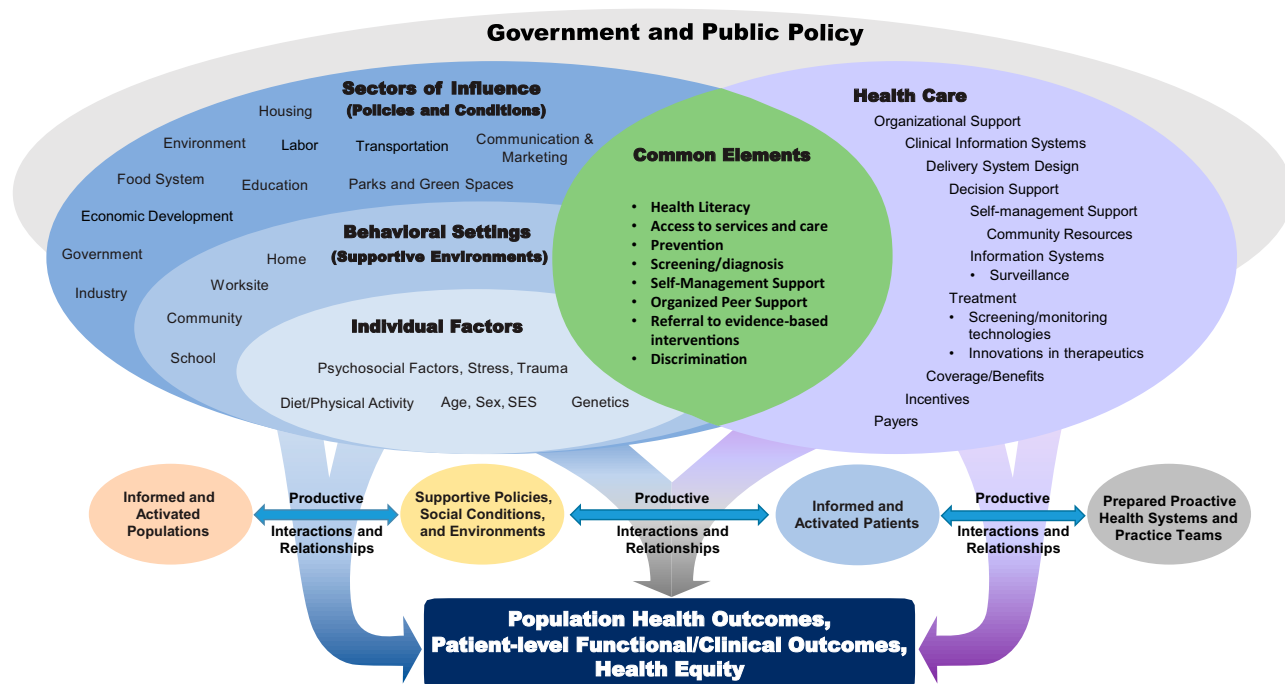 Government and Public Policy
Sectors of Influence
(Policies and Conditions)
Housing
Environment
Labor
Transportation
Communication &
Marketing
Food System
Education
Parks and Green Spaces
Economic Development
Government
Industry
Behavioral Settings
(Supportive Environments)
Home
Worksite
Community
School
Individual Factors
Psychosocial Factors, Stress, Trauma
Diet/Physical Activity
Age, Sex, SES
Genetics
Common Elements
• Health Literacy
• Access to services and care
• Prevention
• Screening/diagnosis
• Self-Management Support
• Organized Peer Support
• Referral to evidence-based
interventions
• Discrimination
Health Care
Organizational Support
Clinical Information Systems
Delivery System Design
Decision Support
Self-management Support
Community Resources
Information Systems
• Surveillance
Treatment
• Screening/monitoring
technologies
• Innovations in therapeutics
Coverage/Benefits
Incentives
Payers
Informed and
Activated
Populations
Productive
Interactions and
Relationships
Supportive Policies,
Social Conditions,
and Environments
Productive
Interactions and
Relationships
Informed and
Activated Patients
Productive
Interactions and
Relationships
Prepared Proactive
Health Systems and
Practice Teams
Population Health Outcomes,
Patient-level Functional/Clinical Outcomes,
Health Equity